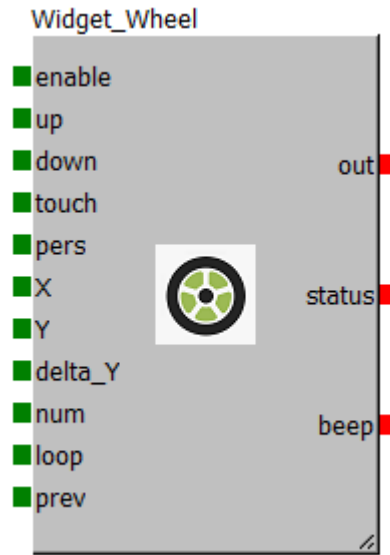 Widget_Wheel
enable
up
down
touch
pers
X
Y
delta_Y
num
loop
prev
out
status
beep